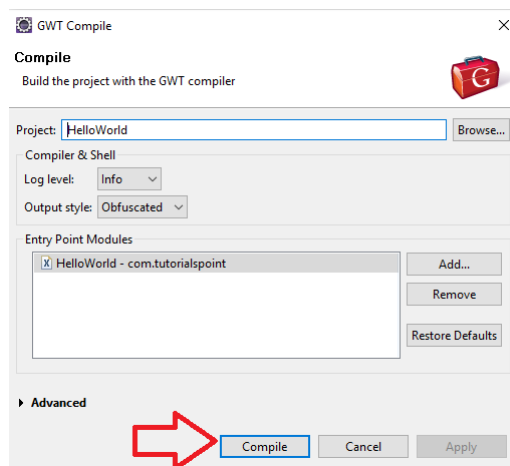 GWT Compile
Compile
Build the project with the GWT compiler
G
Project: HelloWorld Browse...
Compiler & Shell
Log level: Info
Output style: Obfuscated
Entry Point Modules
HelloWorld - com.tutorialspoint
Add...
Remove
Restore Defaults
Advanced
Compile Cancel Apply